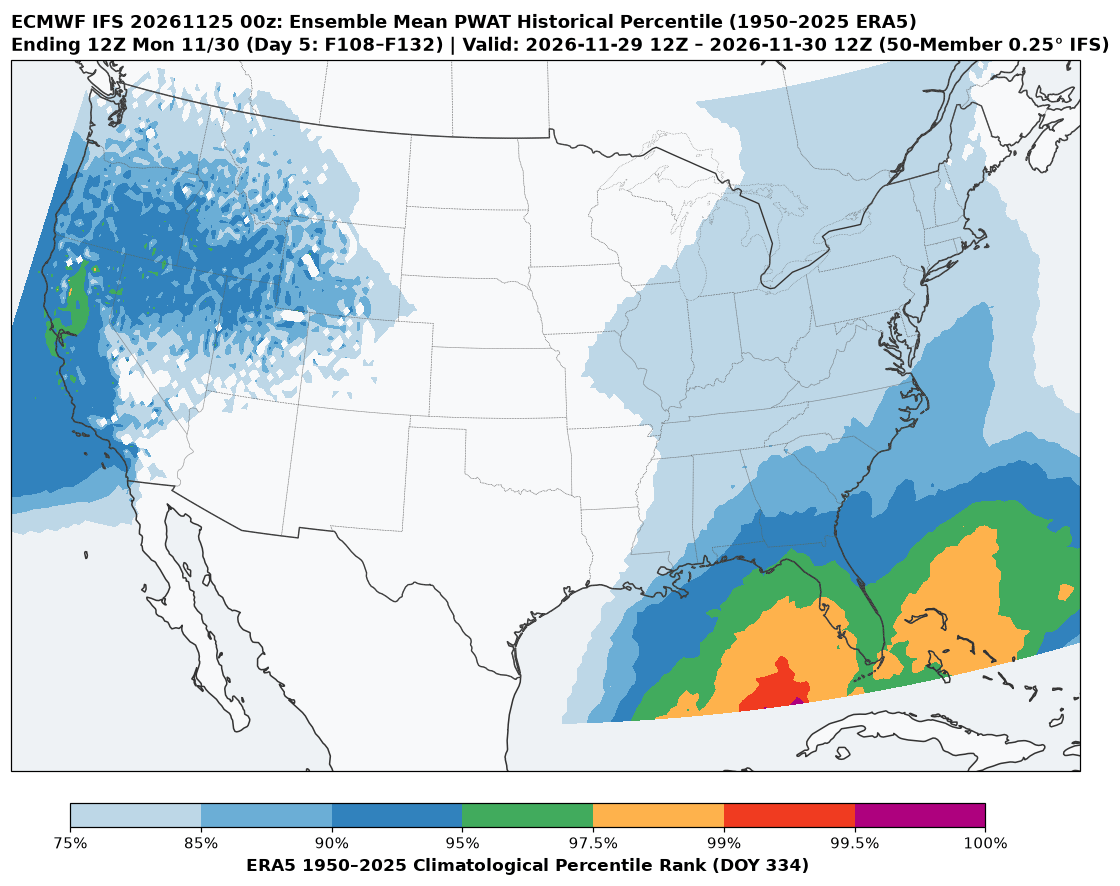 ECMWF IFS 20261125 00z: Ensemble Mean PWAT Historical Percentile (1950–2025 ERA5)
Ending 12Z Mon 11/30 (Day 5: F108–F132) | Valid: 2026-11-29 12Z – 2026-11-30 12Z (50-Member 0.25° IFS)
75% 85% 90% 95% 97.5% 99% 99.5% 100%
ERA5 1950–2025 Climatological Percentile Rank (DOY 334)